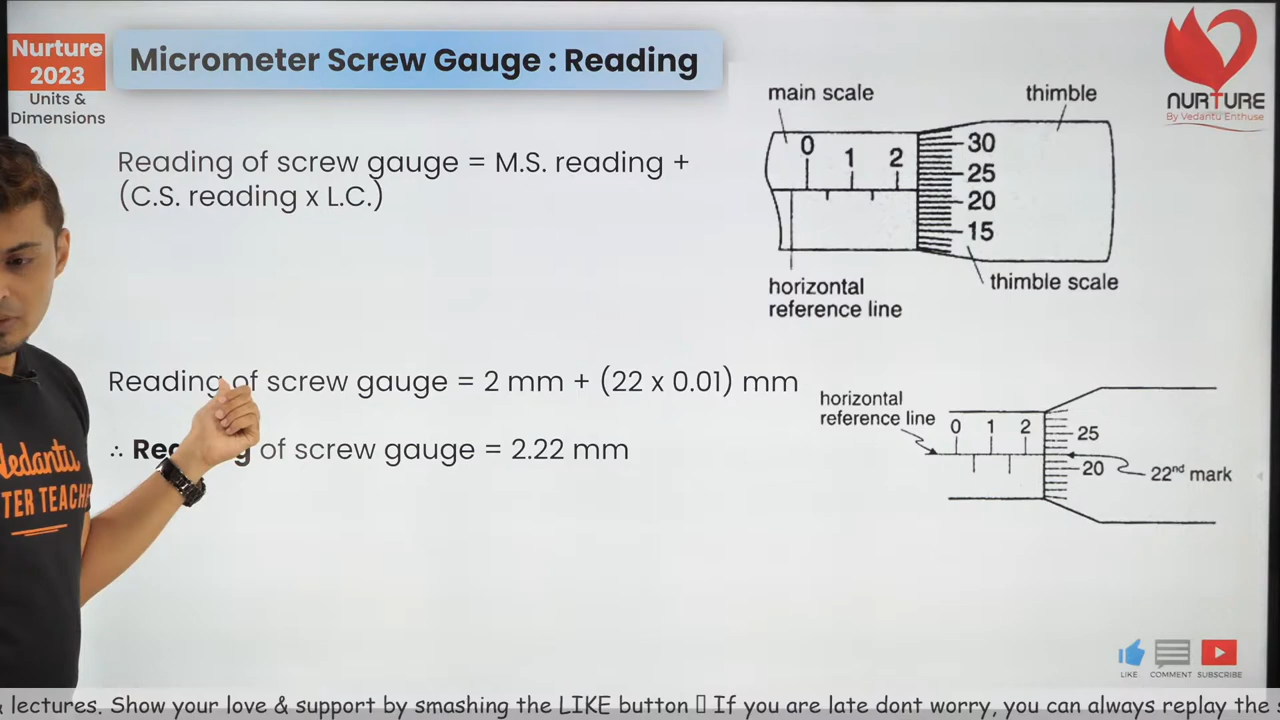 Nurture
2023
Units &
Dimensions
Micrometer Screw Gauge : Reading
NURTURE
By Vedantu Enthuse
Reading of screw gauge = M.S. reading +
(C.S. reading x L.C.)
main scale
thimble
0 1 2
30
25
20
15
horizontal
reference line
thimble scale
Reading of screw gauge = 2 mm + (22 x 0.01) mm
∴ of screw gauge = 2.22 mm
horizontal
reference line
0 1 2
25
20
22nd mark
Vedantu
TEACH
LIKE COMMENT SUBSCRIBE
lectures. Show your love & support by smashing the LIKE button If you are late dont worry, you can always replay the